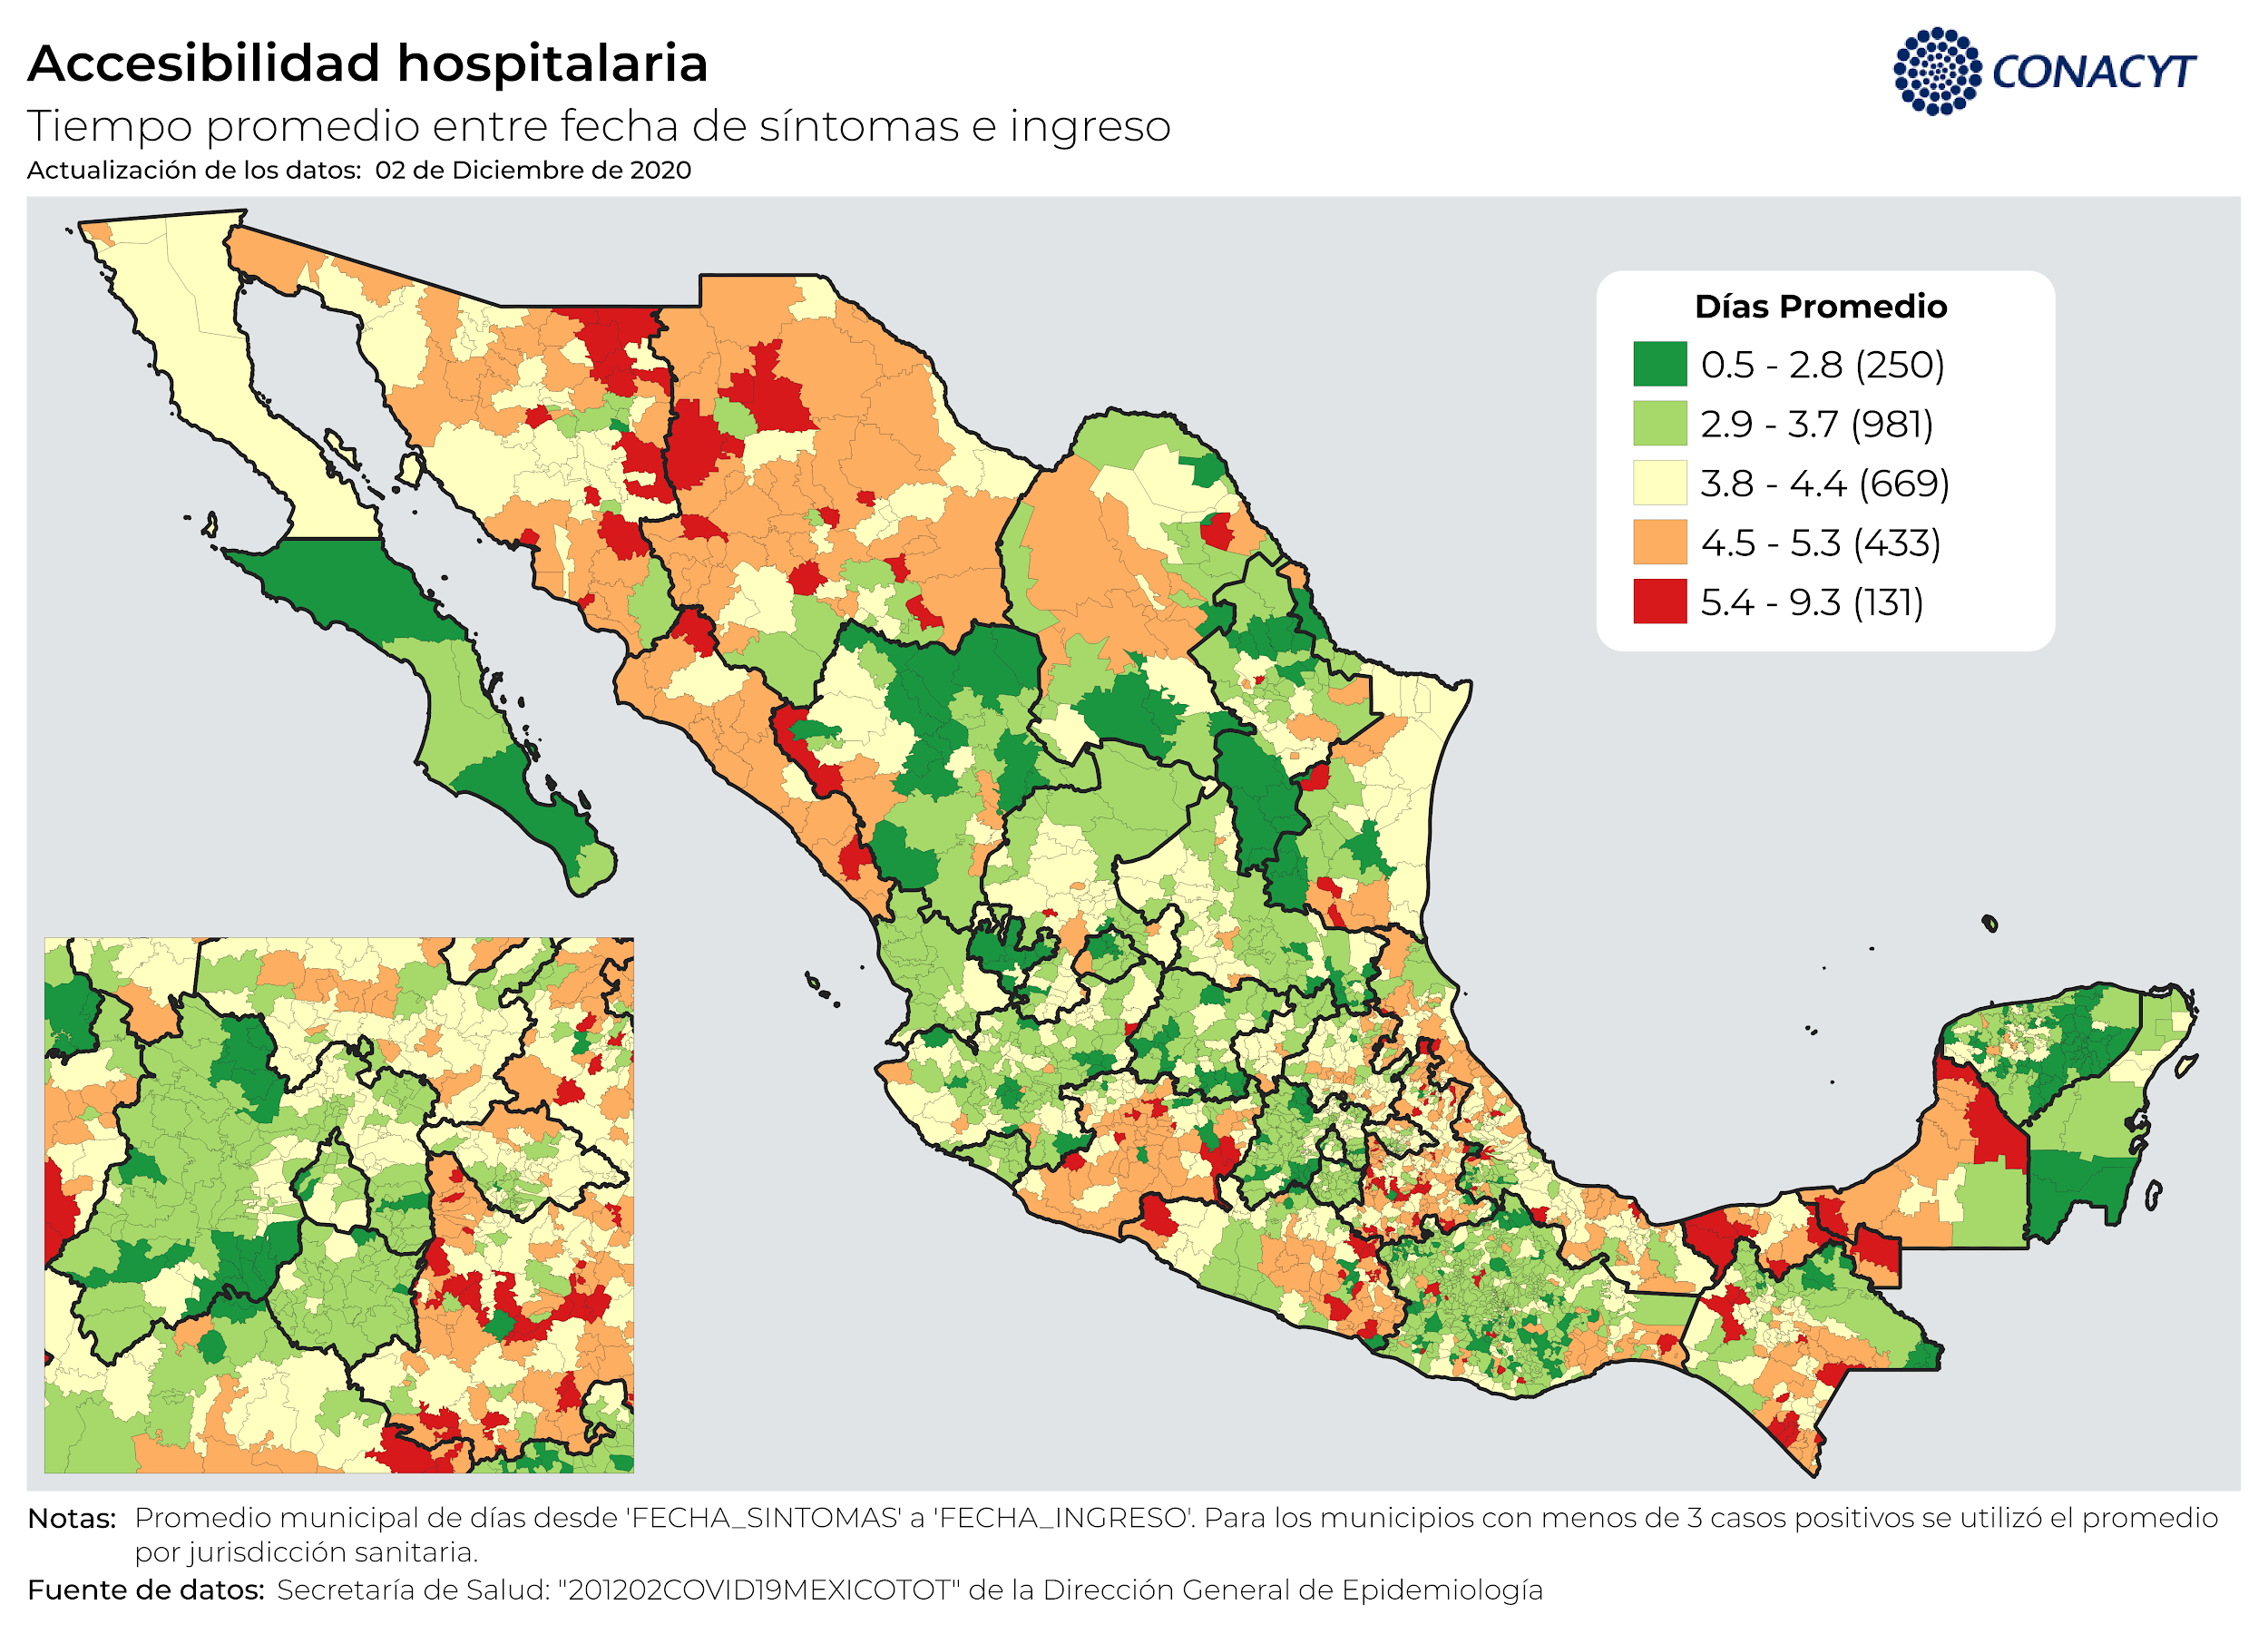 Accesibilidad hospitalaria
Tiempo promedio entre fecha de síntomas e ingreso
Actualización de los datos: 02 de Diciembre de 2020
CONACYT
Días Promedio
0.5 - 2.8 (250)
2.9 - 3.7 (981)
3.8 - 4.4 (669)
4.5 - 5.3 (433)
5.4 - 9.3 (131)
Notas: Promedio municipal de días desde 'FECHA_SINTOMAS' a 'FECHA_INGRESO'. Para los municipios con menos de 3 casos positivos se utilizó el promedio
por jurisdicción sanitaria.
Fuente de datos: Secretaría de Salud: "201202COVID19MEXICOTOT" de la Dirección General de Epidemiología